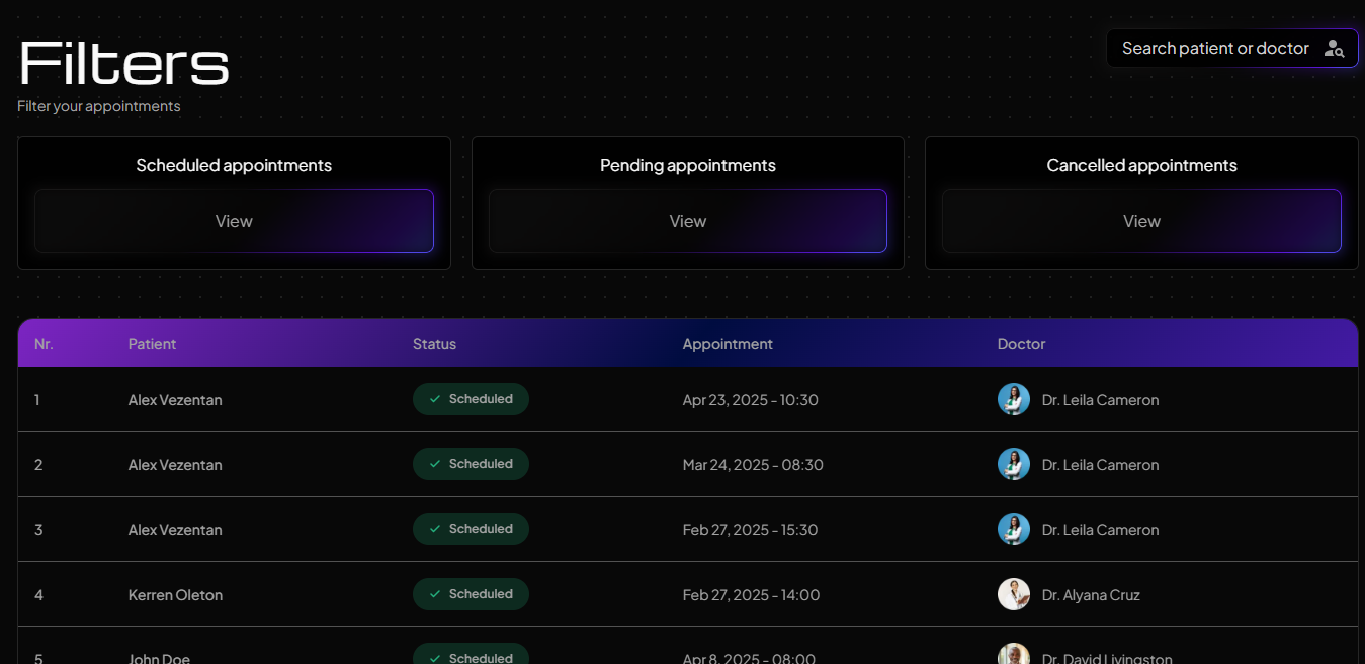 Filters
Search patient or doctor
Filter your appointments
Scheduled appointments Pending appointments Cancelled appointments
View View View
Nr. Patient Status Appointment Doctor
1 Alex Vezentan Scheduled Apr 23, 2025 - 10:30 Dr. Leila Cameron
2 Alex Vezentan Scheduled Mar 24, 2025 - 08:30 Dr. Leila Cameron
3 Alex Vezentan Scheduled Feb 27, 2025 - 15:30 Dr. Leila Cameron
4 Kerren Oleton Scheduled Feb 27, 2025 - 14:00 Dr. Alyana Cruz
5 John Doe Scheduled Apr 8, 2025 - 08:00 Dr. David Livingston